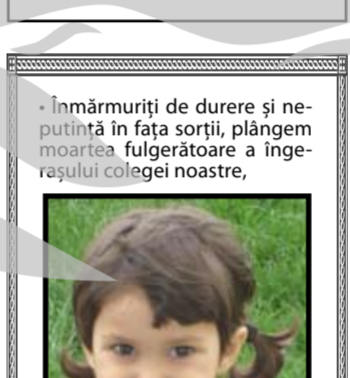 • Înmărmuriți de durere și ne-
putință în fața sorții, plângem
moartea fulgerătoare a înge-
rașului colegei noastre,